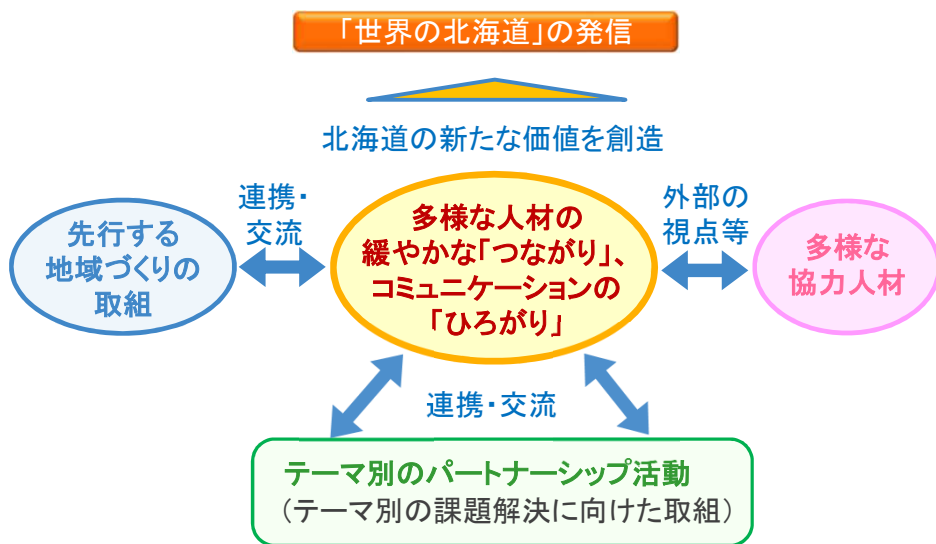 「世界の北海道」の発信
北海道の新たな価値を創造
連携・
交流
外部の
視点等
先行する
地域づくりの
取組
多様な人材の
緩やかな「つながり」、
コミュニケーションの
「ひろがり」
多様な
協力人材
連携・交流
テーマ別のパートナーシップ活動
（テーマ別の課題解決に向けた取組）